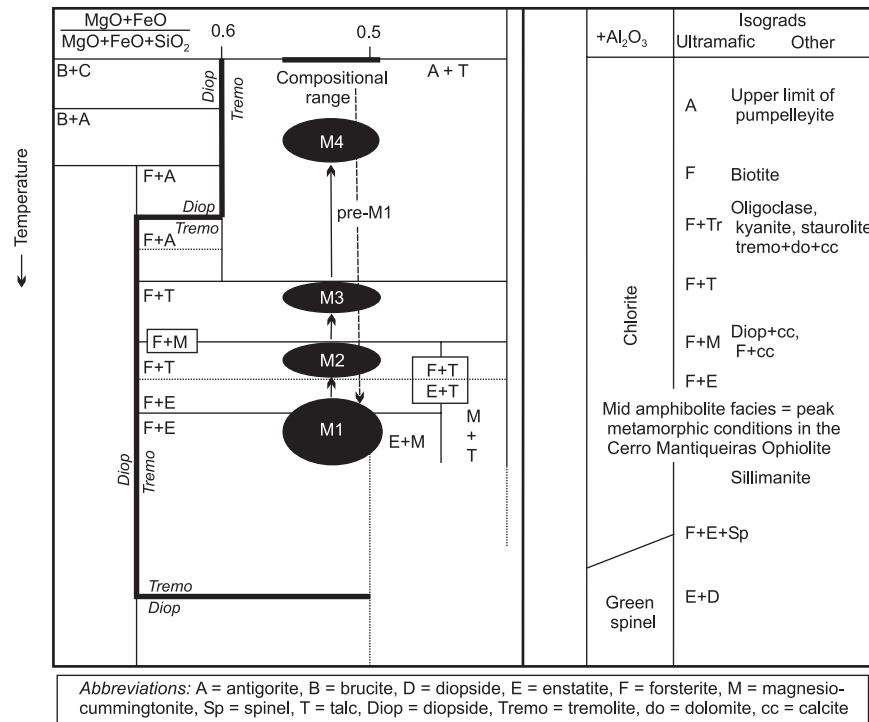 MgO+FeO
MgO+FeO+SiO2
0.6
0.5
+Al2O3
Isograds
Ultramafic Other
B+C
Diop
Tremo
Compositional
range
A + T
A
Upper limit of
pumpelleyite
B+A
M4
F+A
F
Biotite
Temperature
pre-M1
Diop
Tremo
F+A
F+Tr
Oligoclase,
kyanite, staurolite,
tremo+do+cc
F+T
M3
F+T
Chlorite
F+M
M2
F+M
Diop+cc,
F+cc
F+T
F+T
E+T
F+E
F+E
F+E
M1
E+M
M
+
T
Mid amphibolite facies = peak
metamorphic conditions in the
Cerro Mantiqueiras Ophiolite
Diop
Tremo
Sillimanite
F+E+Sp
Tremo
Diop
Green
spinel
E+D
Abbreviations: A = antigorite, B = brucite, D = diopside, E = enstatite, F = forsterite, M = magnesio-
cummingtonite, Sp = spinel, T = talc, Diop = diopside, Tremo = tremolite, do = dolomite, cc = calcite